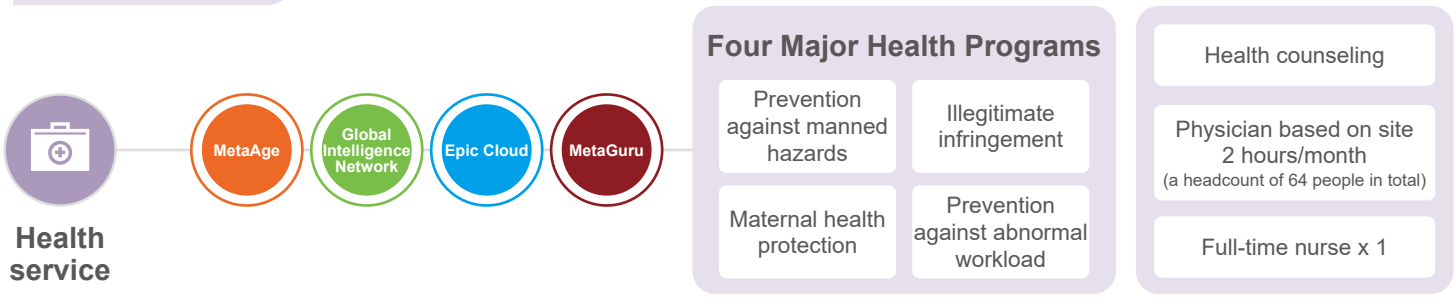 Health
service
MetaAge
Global
Intelligence
Network
Epic Cloud
MetaGuru
Four Major Health Programs
Prevention
against manned
hazards
Illegitimate
infringement
Maternal health
protection
Prevention
against abnormal
workload
Health counseling
Physician based on site
2 hours/month
(a headcount of 64 people in total)
Full-time nurse x 1